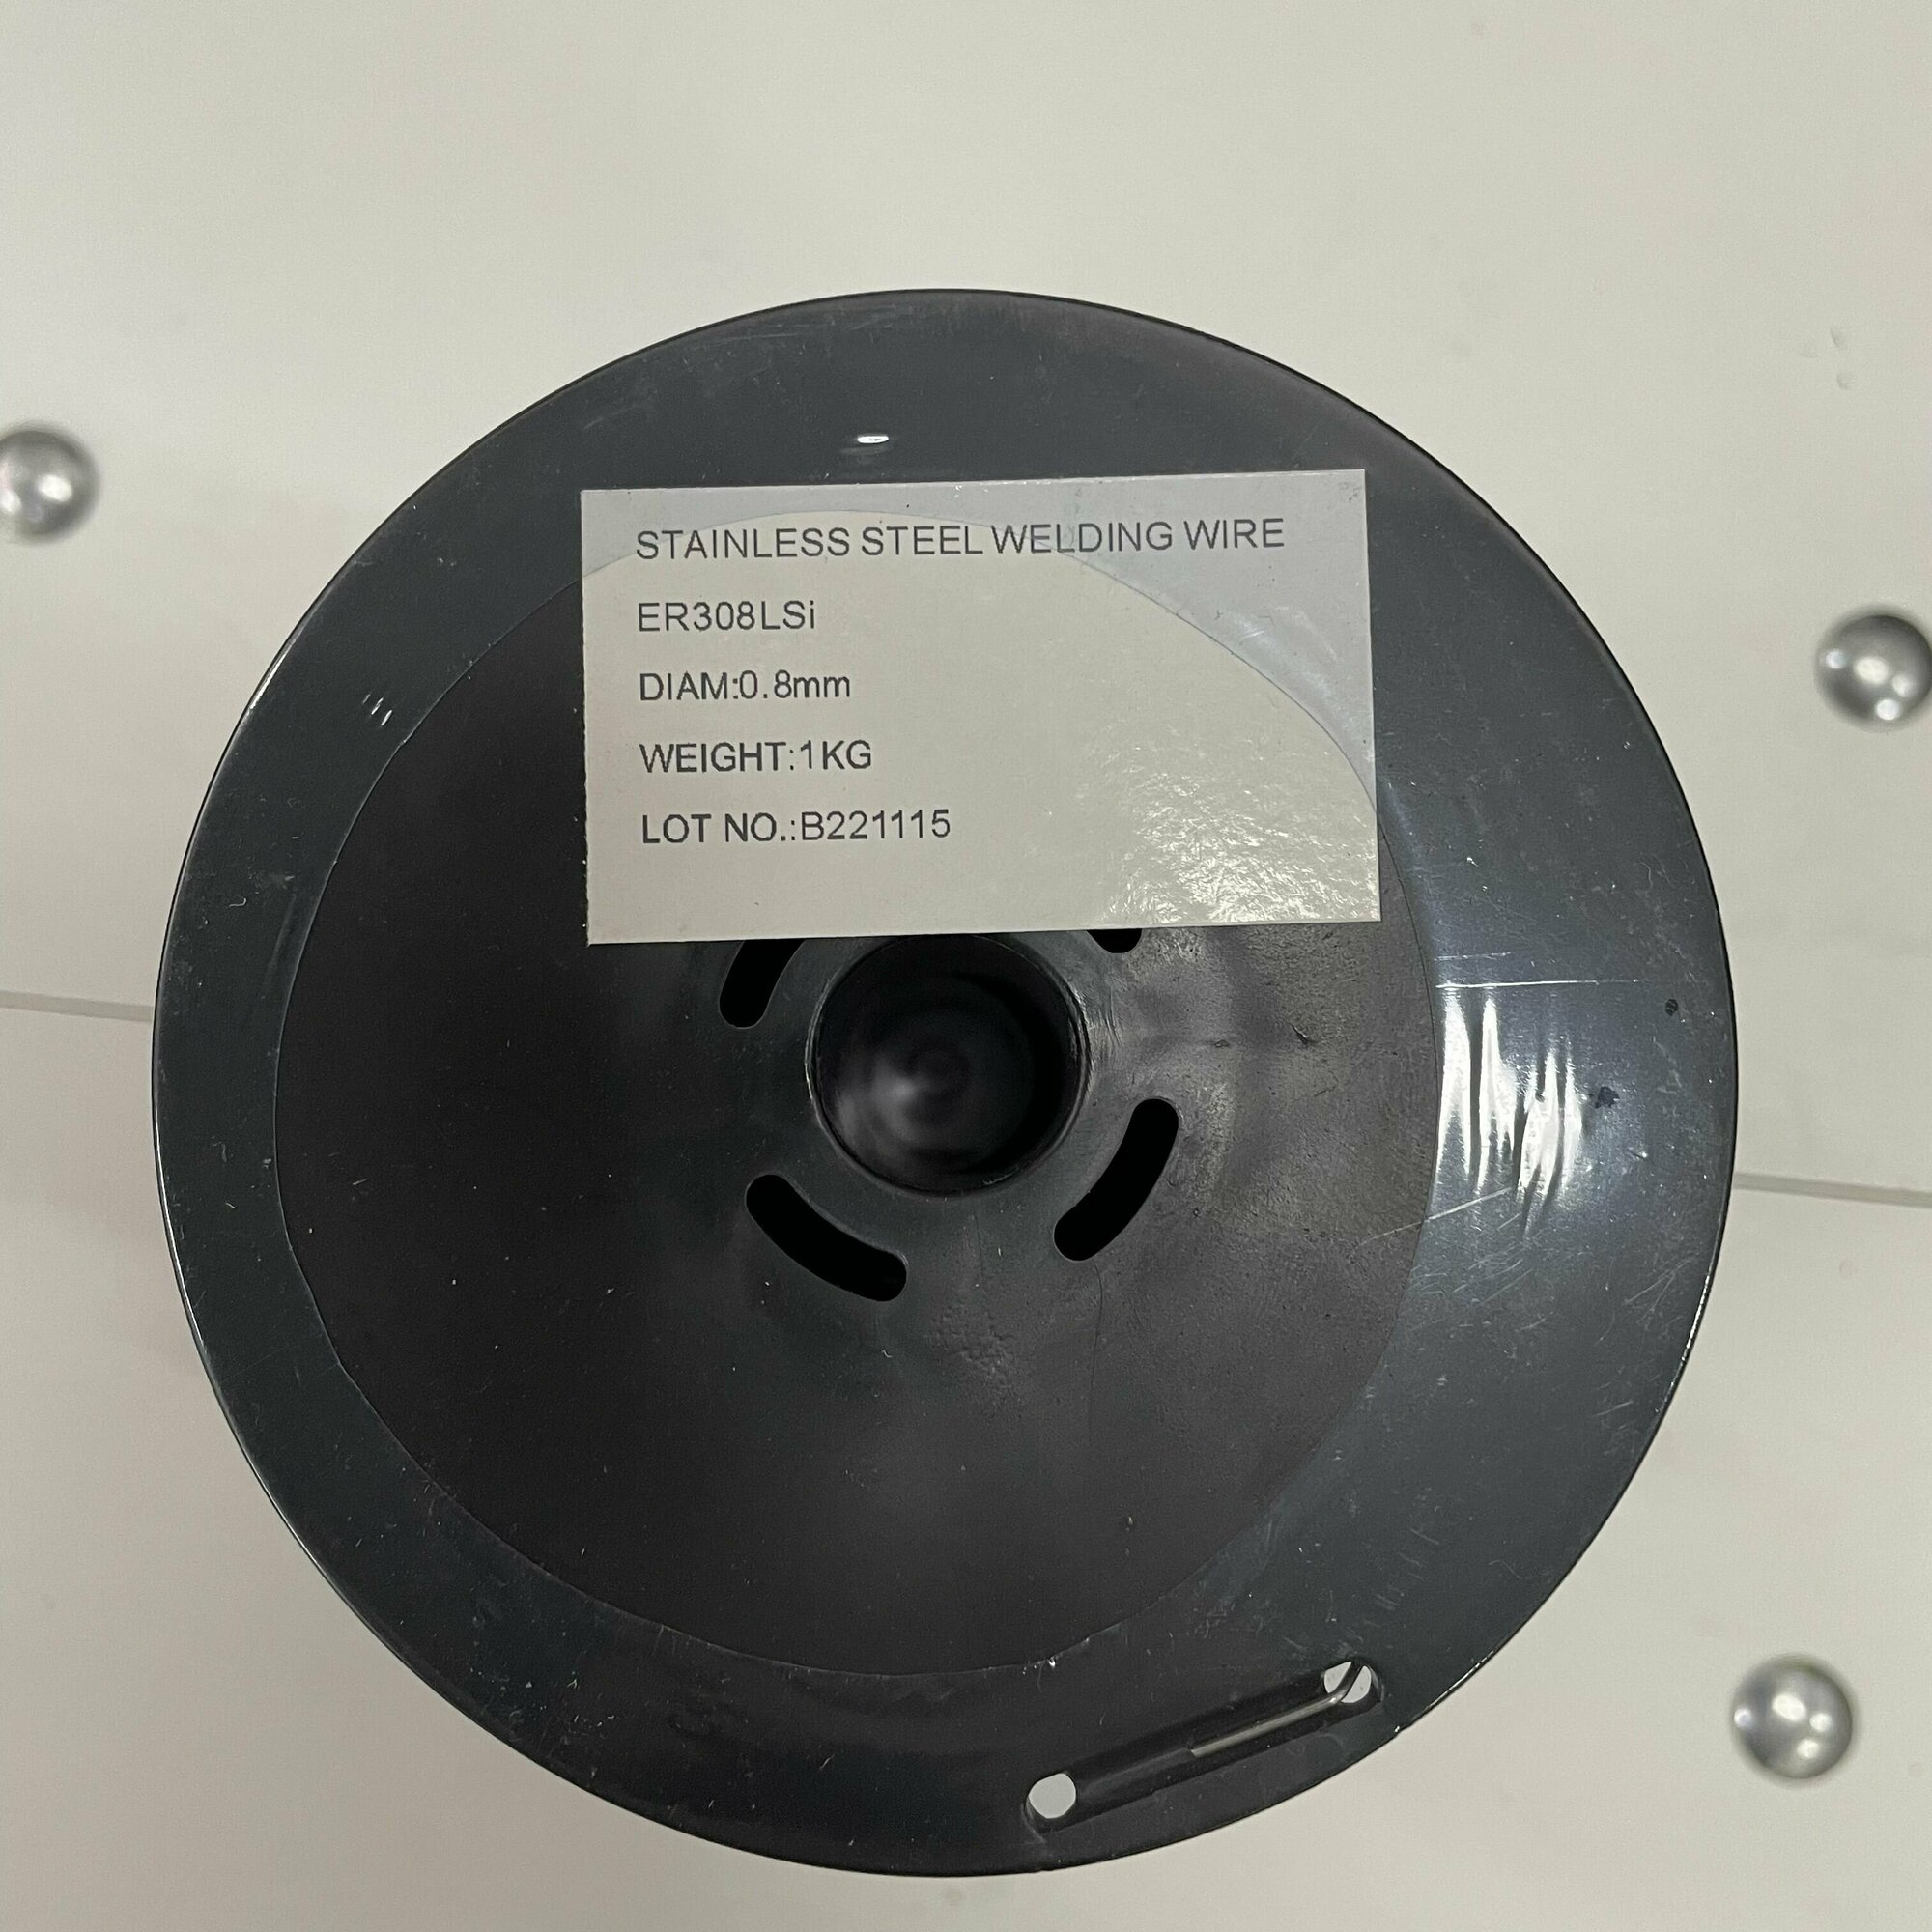 STAINLESS STEEL WELDING WIRE
ER308LSi
DIAM:0.8mm
WEIGHT:1KG
LOT NO.:B221115